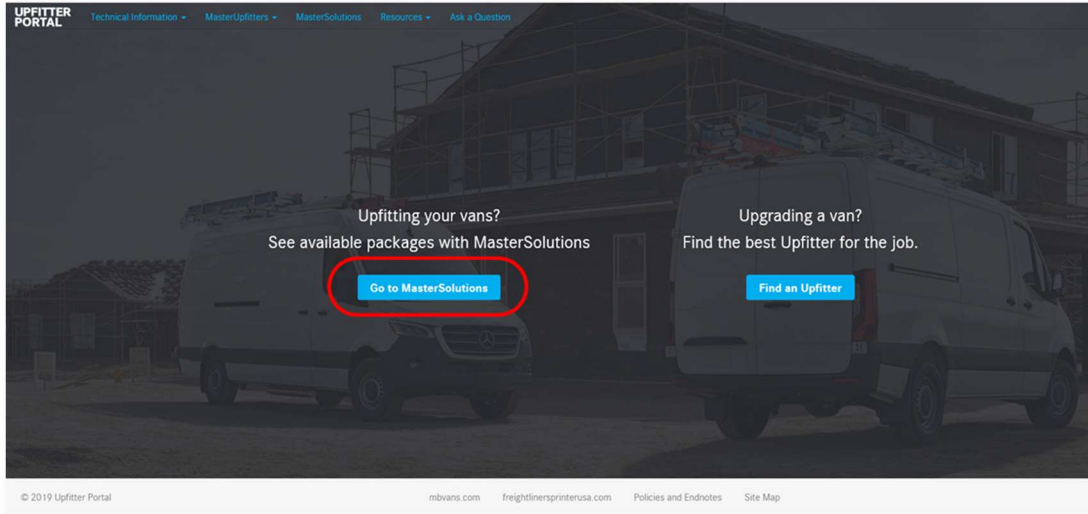 UPFITTER
PORTAL
Technical Information
MasterUpfitters
MasterSolutions
Resources
Ask a Question
Upfitting your vans?
See available packages with MasterSolutions
Go to MasterSolutions
Upgrading a van?
Find the best Upfitter for the job.
Find an Upfitter
© 2019 Upfitter Portal
mbvans.com
freightlinersprinterusa.com
Policies and Endnotes
Site Map